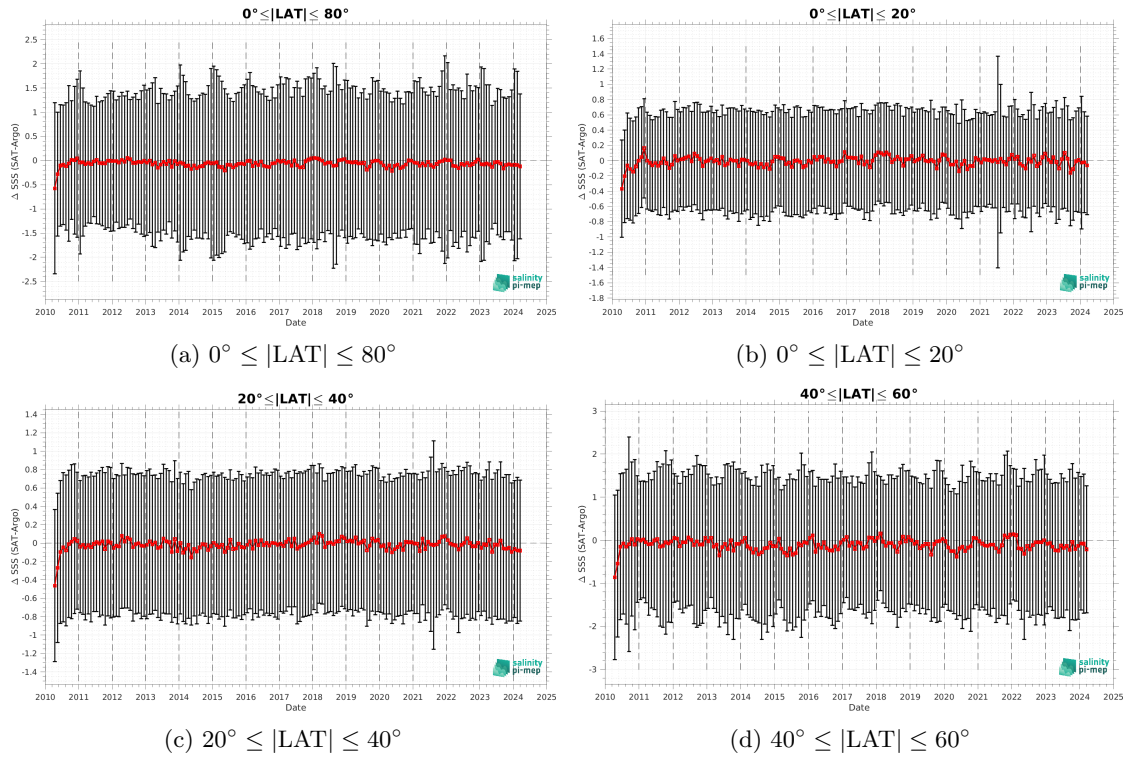 0°≤|LAT|≤ 80°
2.5
2
1.5
1
0.5
0
-0.5
-1
-1.5
-2
-2.5
Δ SSS (SAT-Argo)
2010 2011 2012 2013 2014 2015 2016 2017 2018 2019 2020 2021 2022 2023 2024 2025
Date
salinity
pi-mep
(a) 0° ≤ |LAT| ≤ 80°
0°≤|LAT|≤ 20°
1.6
1.4
1.2
1
0.8
0.6
0.4
0.2
0
-0.2
-0.4
-0.6
-0.8
-1
-1.2
-1.4
-1.6
-1.8
Δ SSS (SAT-Argo)
2010 2011 2012 2013 2014 2015 2016 2017 2018 2019 2020 2021 2022 2023 2024 2025
Date
salinity
pi-mep
(b) 0° ≤ |LAT| ≤ 20°
20°≤|LAT|≤ 40°
1.4
1.2
1
0.8
0.6
0.4
0.2
0
-0.2
-0.4
-0.6
-0.8
-1
-1.2
-1.4
Δ SSS (SAT-Argo)
2010 2011 2012 2013 2014 2015 2016 2017 2018 2019 2020 2021 2022 2023 2024 2025
Date
salinity
pi-mep
(c) 20° ≤ |LAT| ≤ 40°
40°≤|LAT|≤ 60°
3
2
1
0
-1
-2
-3
Δ SSS (SAT-Argo)
2010 2011 2012 2013 2014 2015 2016 2017 2018 2019 2020 2021 2022 2023 2024 2025
Date
salinity
pi-mep
(d) 40° ≤ |LAT| ≤ 60°